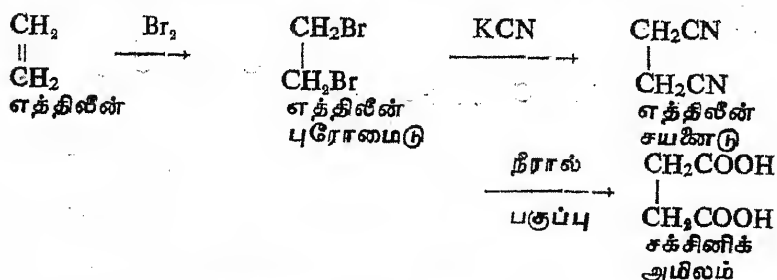 CH₂ Br₂ CH₂Br KCN CH₂CN
|| | |
CH₂ CH₂Br CH₂CN
எத்திலீன் எத்திலீன் எத்திலீன்
புரோமைடு சயனைடு
நீரால் CH₂COOH
|
பகுப்பு CH₂COOH
சக்சினிக்
அமிலம்